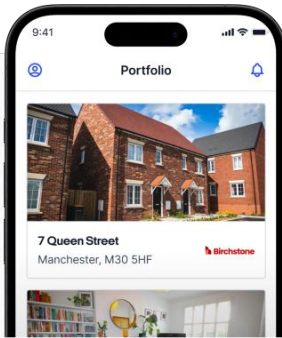 9:41
Portfolio
7 Queen Street
Manchester, M30 5HF
Birchstone